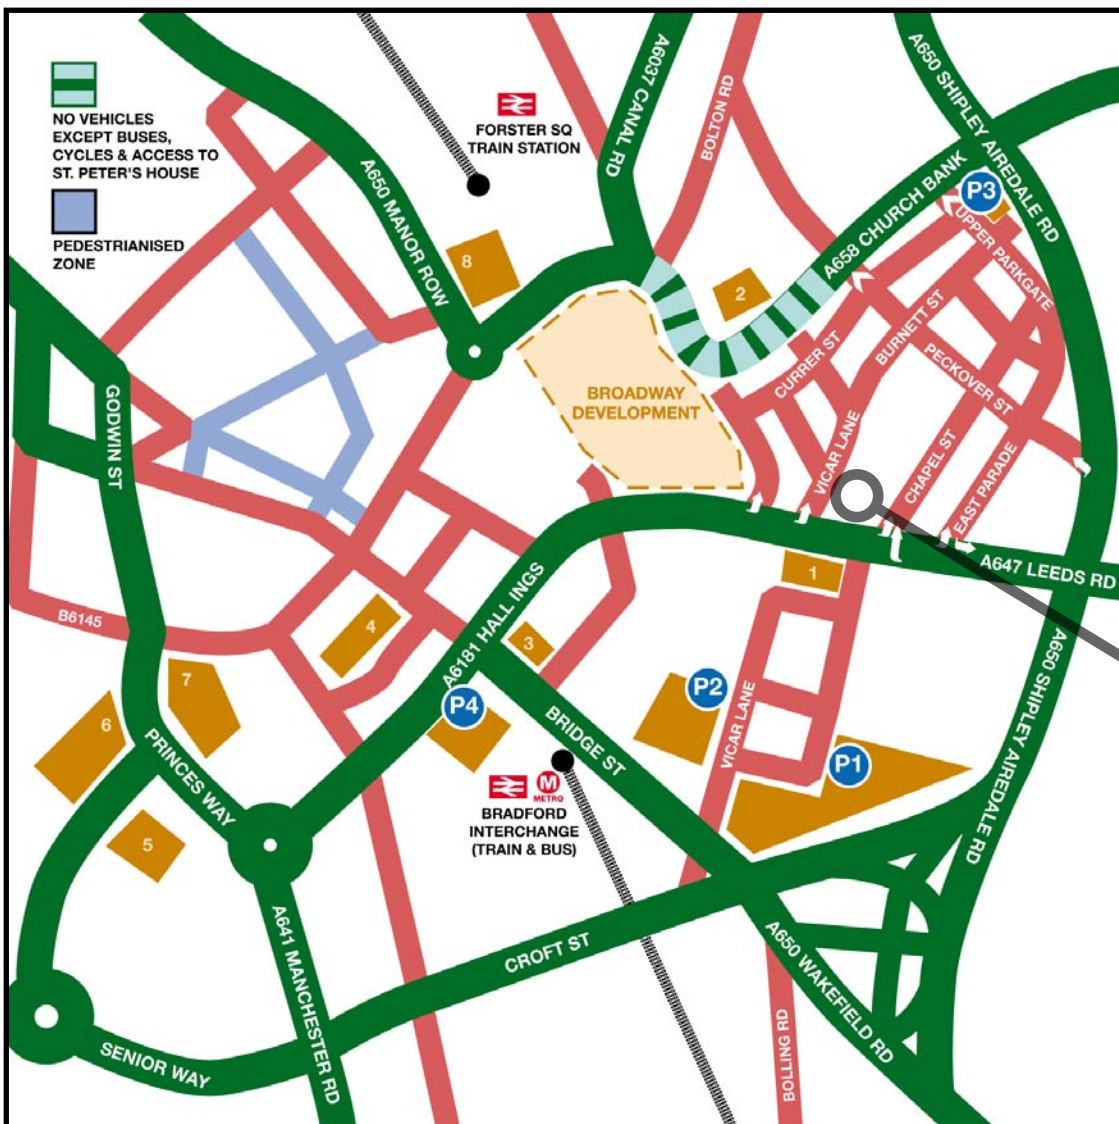 NO VEHICLES
EXCEPT BUSES,
CYCLES & ACCESS TO
ST. PETER'S HOUSE
PEDESTRIANISED
ZONE
FORSTER SQ
TRAIN STATION
A6037 CANAL RD
BOLTON RD
A650 SHIPLEY AIREDALE RD
A658 CHURCH BANK
P3
UPPER PARKGATE
A650 MANOR ROW
8
2
BURNETT ST
CURRER ST
PECKOVER ST
BROADWAY
DEVELOPMENT
GODWIN ST
VICAR LANE
CHAPEL ST
EAST PARADE
A647 LEEDS RD
1
A6181 HALL INGS
B6145
4
3
7
6
5
P4
P2
P1
VICAR LANE
BRIDGE ST
PRINCES WAY
METRO
BRADFORD
INTERCHANGE
(TRAIN & BUS)
M
A650 SHIPLEY AIREDALE RD
A641 MANCHESTER RD
CROFT ST
A650 WAKEFIELD RD
SENIOR WAY
BOLLING RD